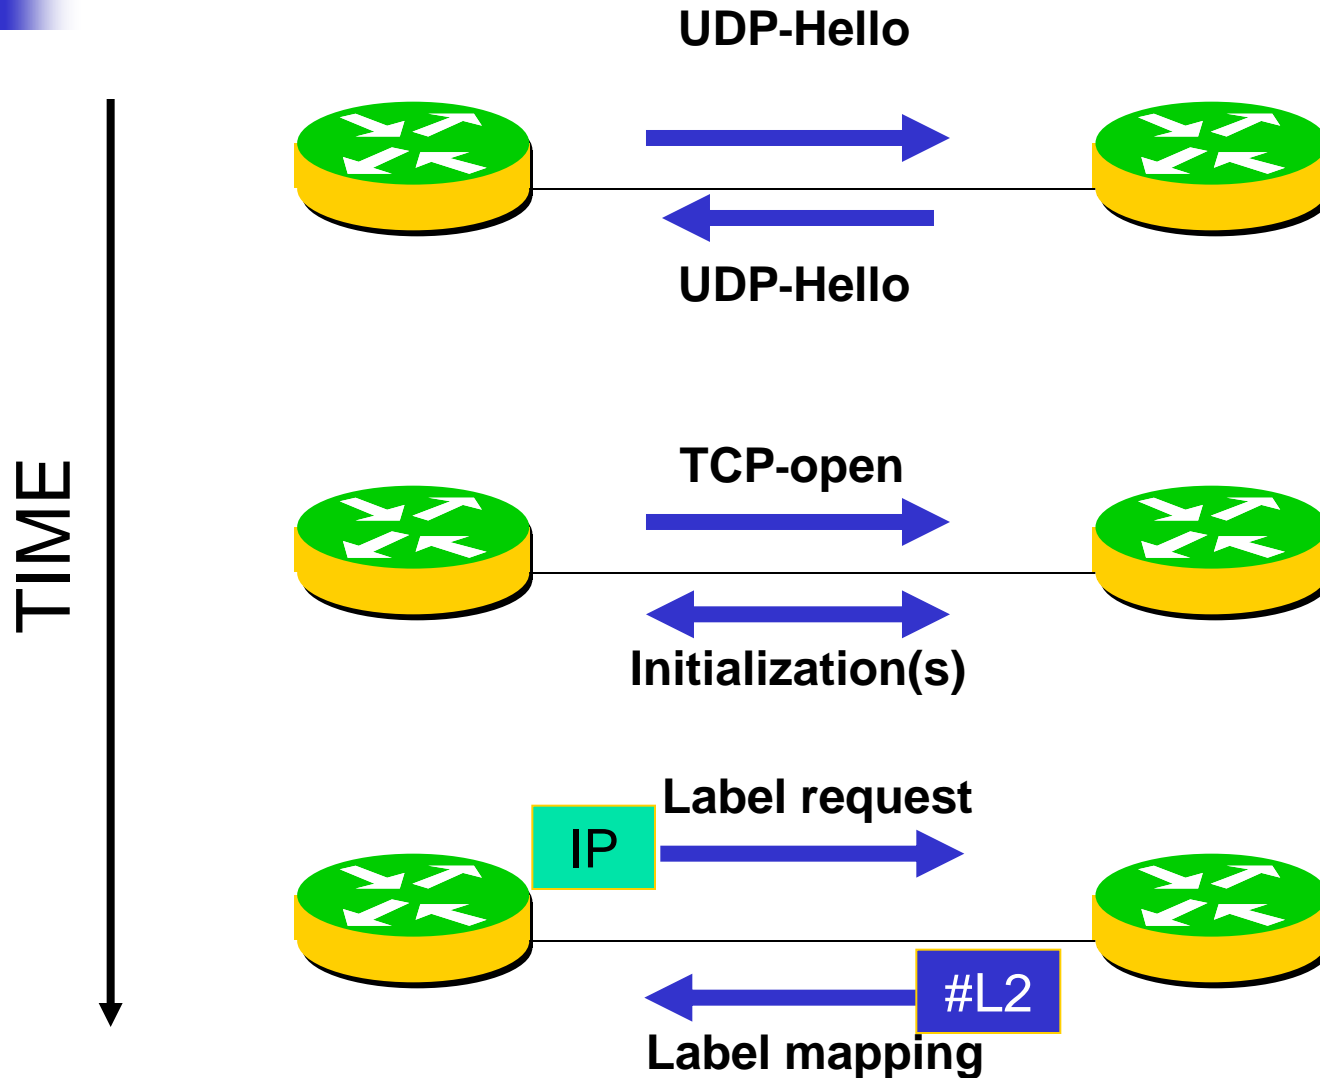 UDP-Hello
UDP-Hello
TIME
TCP-open
Initialization(s)
Label request
IP
#L2
Label mapping